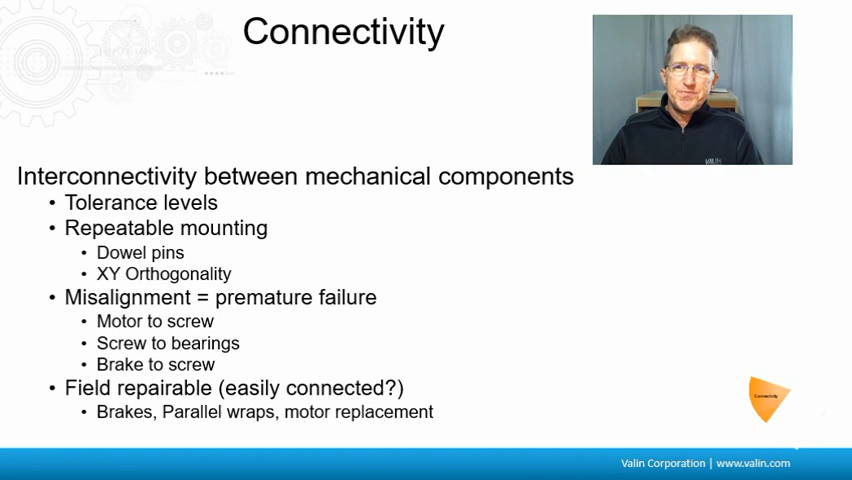 Connectivity
VALIN
Interconnectivity between mechanical components
• Tolerance levels
• Repeatable mounting
• Dowel pins
• XY Orthogonality
• Misalignment = premature failure
• Motor to screw
• Screw to bearings
• Brake to screw
• Field repairable (easily connected?)
• Brakes, Parallel wraps, motor replacement
Connectivity
Valin Corporation | www.valin.com